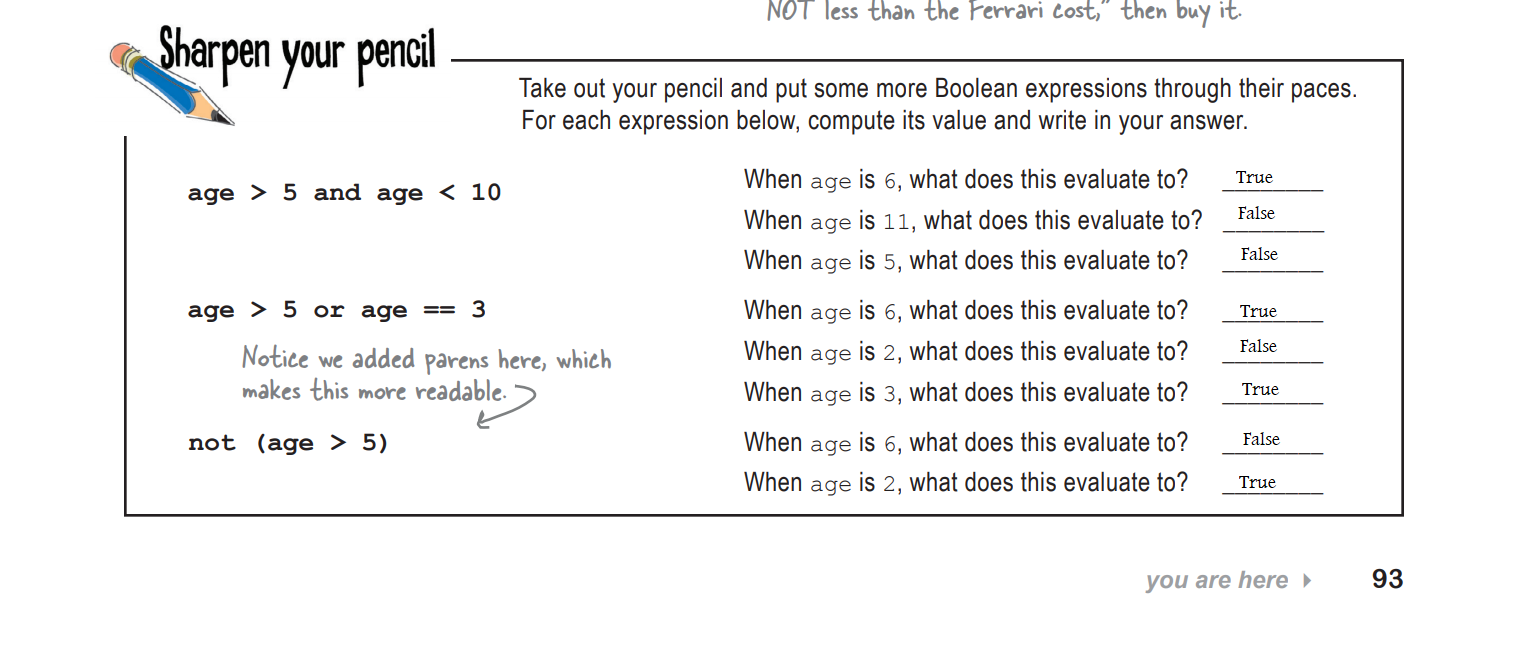 NOT less than the Ferrari cost," then buy it.
Sharpen your pencil
Take out your pencil and put some more Boolean expressions through their paces.
For each expression below, compute its value and write in your answer.
age > 5 and age < 10
When age is 6, what does this evaluate to? True
When age is 11, what does this evaluate to? False
When age is 5, what does this evaluate to? False
age > 5 or age == 3
When age is 6, what does this evaluate to? True
When age is 2, what does this evaluate to? False
When age is 3, what does this evaluate to? True
Notice we added parens here, which
makes this more readable.
not (age > 5)
When age is 6, what does this evaluate to? False
When age is 2, what does this evaluate to? True
you are here 93